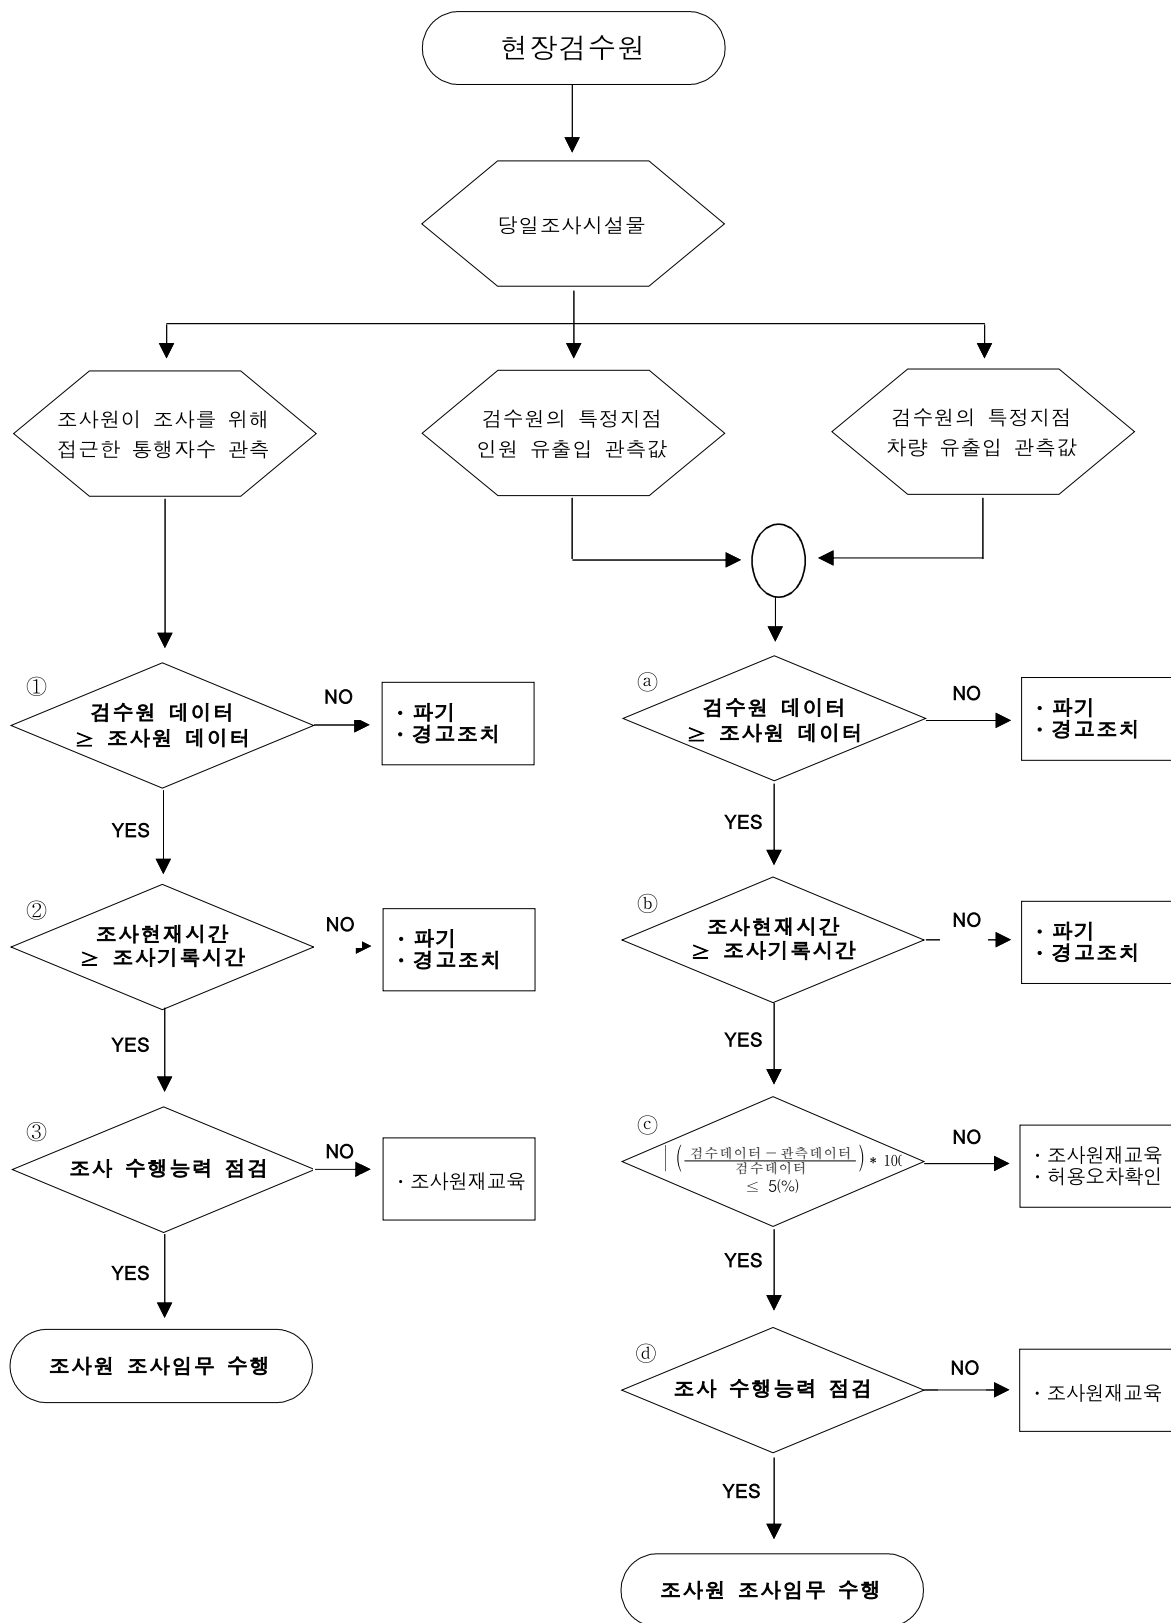 현장검수원
당일조사시설물
조사원이 조사를 위해
접근한 통행자수 관측
검수원의 특정지점
인원 유출입 관측값
검수원의 특정지점
차량 유출입 관측값
①
검수원 데이터
≥ 조사원 데이터
NO
· 파기
· 경고조치
YES
②
조사현재시간
≥ 조사기록시간
NO
· 파기
· 경고조치
YES
③
조사 수행능력 점검
NO
· 조사원재교육
YES
조사원 조사임무 수행
ⓐ
검수원 데이터
≥ 조사원 데이터
NO
· 파기
· 경고조치
YES
ⓑ
조사현재시간
≥ 조사기록시간
NO
· 파기
· 경고조치
YES
ⓒ
| ( 검수데이터 − 관측데이터
검수데이터 ) * 10(
≤ 5(%)
NO
· 조사원재교육
· 허용오차확인
YES
ⓓ
조사 수행능력 점검
NO
· 조사원재교육
YES
조사원 조사임무 수행